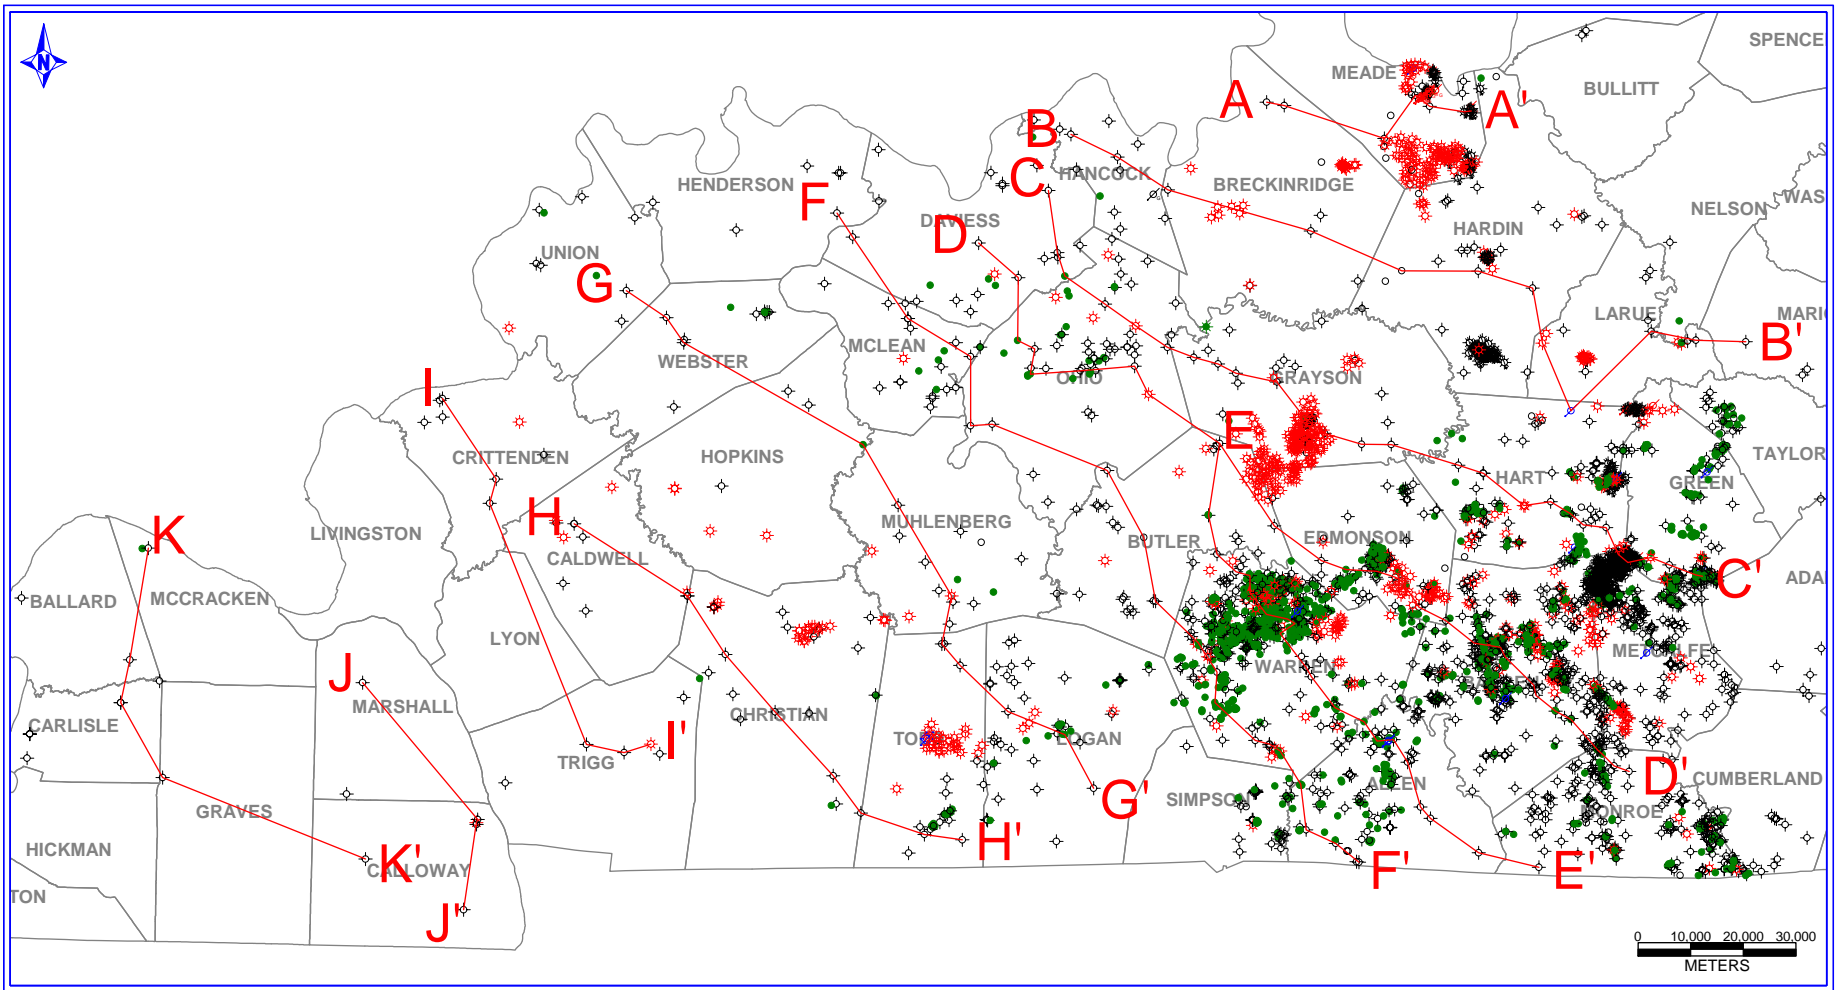 N
SPENCE
MEADE
BULLITT
A
A'
B
HENDERSON
HANCOCK
C
BRECKINRIDGE
F
NELSON
WAS
DAVIESS
D
HARDIN
UNION
G
LARUE
MARI
B'
MCLEAN
WEBSTER
OHIO
GRAYSON
I
E
CRITTENDEN
HOPKINS
TAYLOR
HART
GREEN
H
MUHLENBERG
LIVINGSTON
K
EDMONSON
BUTLER
CALDWELL
C'
ADA
BALLARD
MCCRACKEN
LYON
METCALFE
WARREN
J
BARREN
MARSHALL
CHRISTIAN
CARLISLE
TO
LOGAN
I'
TRIGG
D'
CUMBERLAND
ALLEN
G'
SIMPSON
MONROE
GRAVES
H'
HICKMAN
K'
CALLOWAY
F'
E'
TON
J'
0 10,000 20,000 30,000
METERS